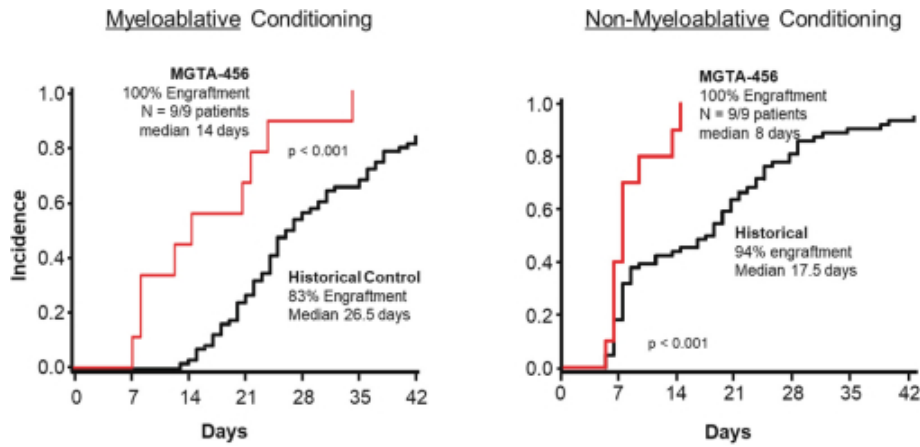 Myeloablative Conditioning
MGTA-456
100% Engraftment
N = 9/9 patients
median 14 days
p < 0.001
Historical Control
83% Engraftment
Median 26.5 days
Incidence
1.0
0.8
0.6
0.4
0.2
0.0
0 7 14 21 28 35 42
Days
Non-Myeloablative Conditioning
MGTA-456
100% Engraftment
N = 9/9 patients
median 8 days
Historical
94% engraftment
Median 17.5 days
p < 0.001
1.0
0.8
0.6
0.4
0.2
0.0
0 7 14 21 28 35 42
Days